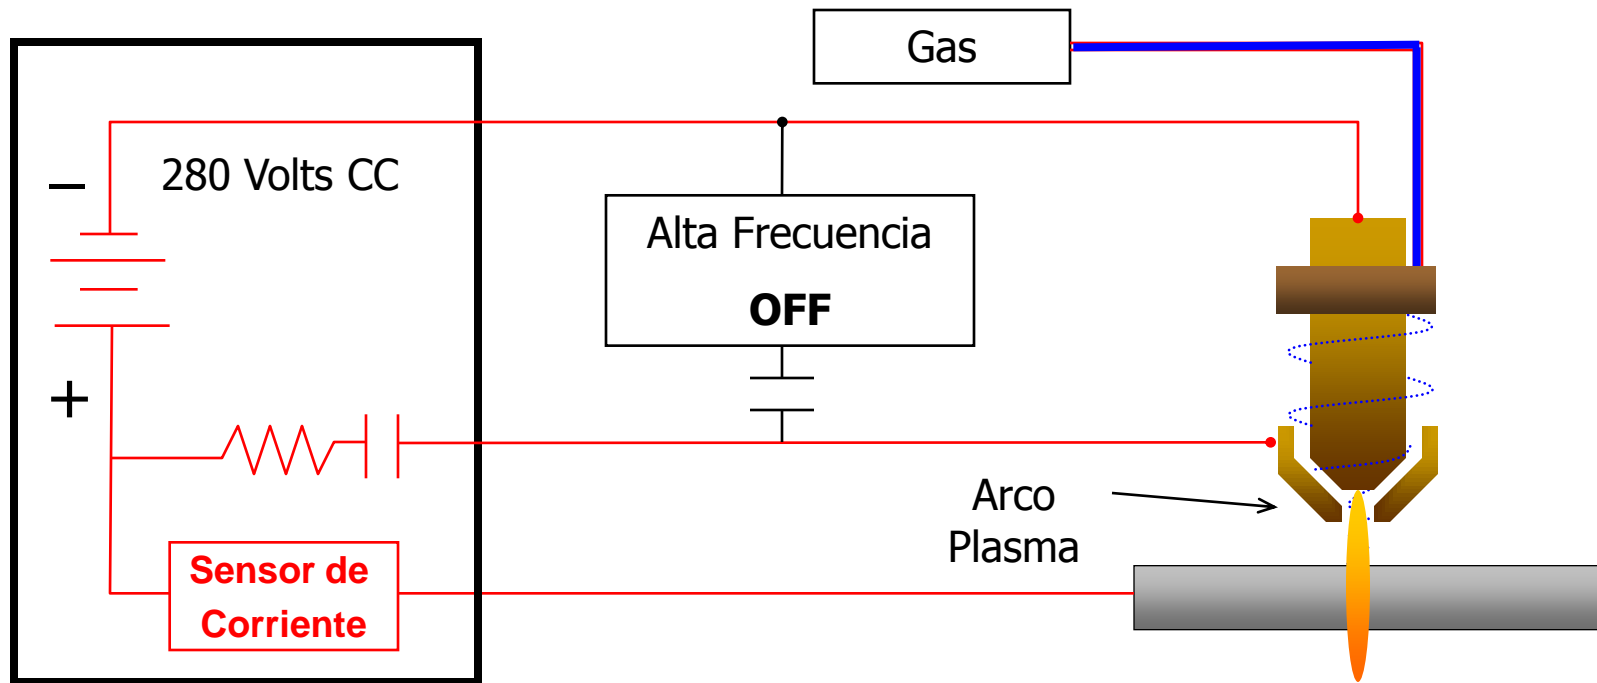 Gas
280 Volts CC
−
+
Alta Frecuencia
OFF
Arco
Plasma
Sensor de
Corriente